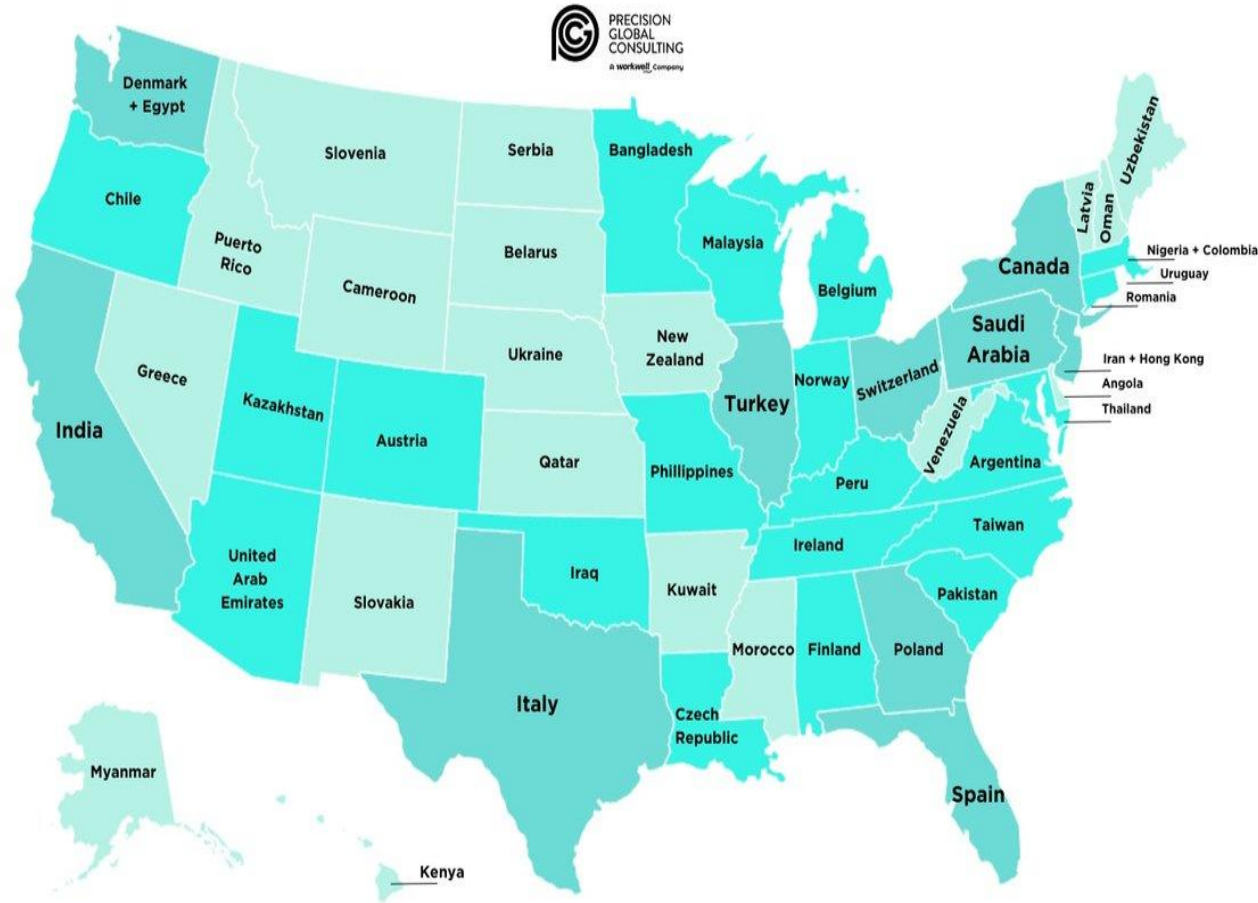 PRECISION
GLOBAL
CONSULTING
A workwell Company
Denmark
+ Egypt
Chile
India
Slovenia
Puerto
Rico
Greece
Cameroon
Kazakhstan
Austria
United
Arab
Emirates
Slovakia
Serbia
Belarus
Ukraine
Qatar
Iraq
Italy
Bangladesh
Malaysia
New
Zealand
Phillippines
Kuwait
Czech
Republic
Turkey
Belgium
Norway
Switzerland
Peru
Ireland
Morocco
Finland
Poland
Spain
Pakistan
Taiwan
Argentina
Venezuela
Saudi
Arabia
Canada
Latvia
Oman
Uzbekistan
Nigeria + Colombia
Uruguay
Romania
Iran + Hong Kong
Angola
Thailand
Myanmar
Kenya